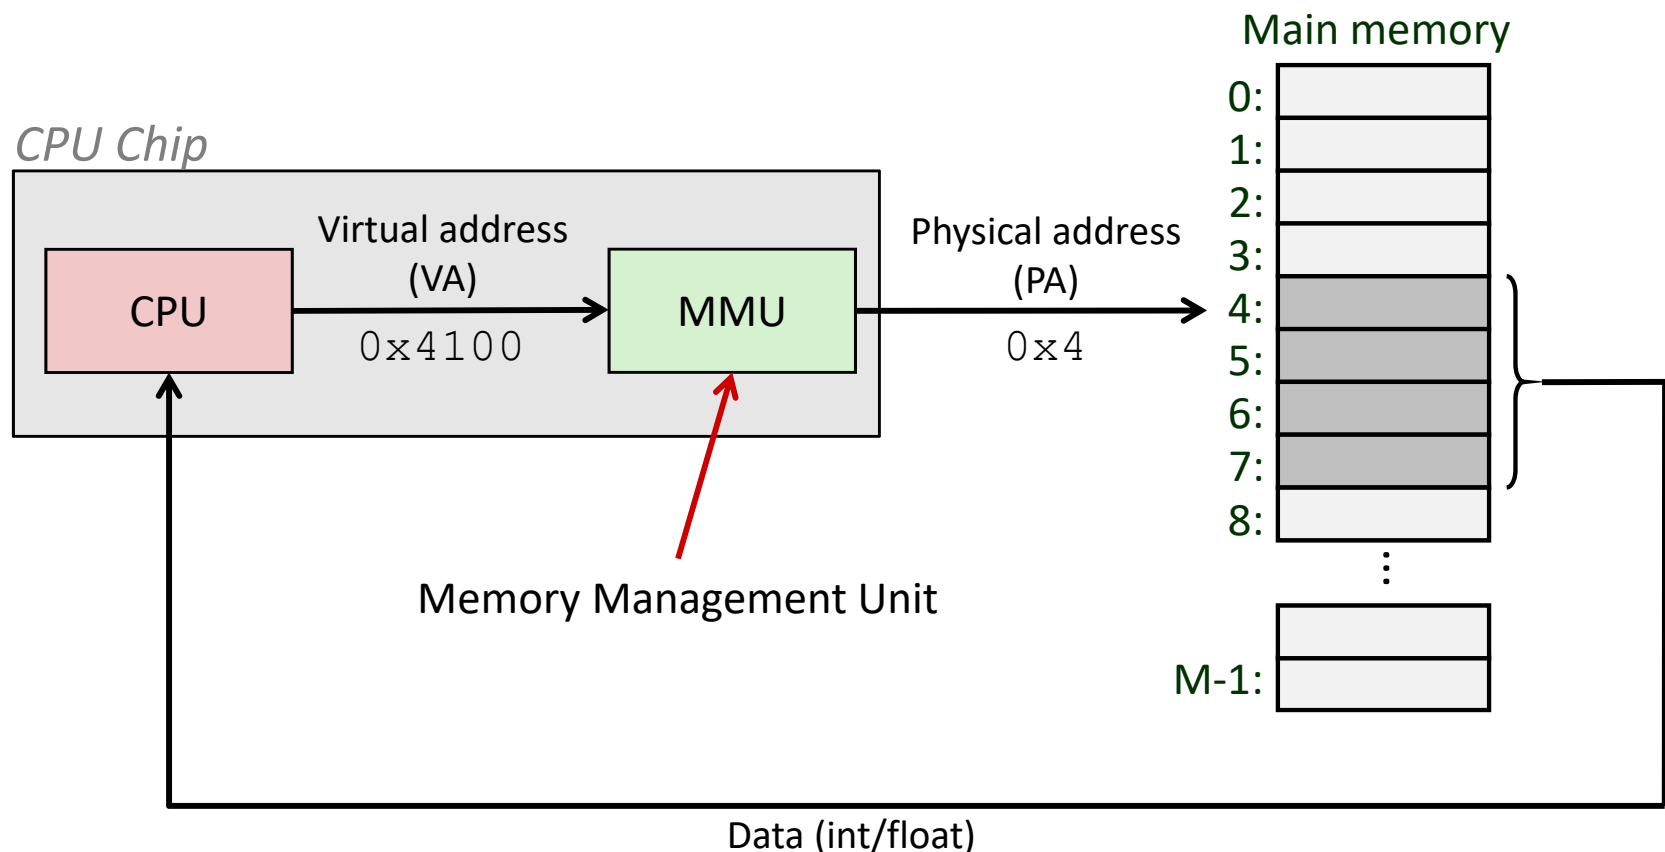 Main memory
CPU Chip
Virtual address
(VA)
Physical address
(PA)
CPU
MMU
0x4100
0x4
0:
1:
2:
3:
4:
5:
6:
7:
8:
⋮
M-1:
Memory Management Unit
Data (int/float)